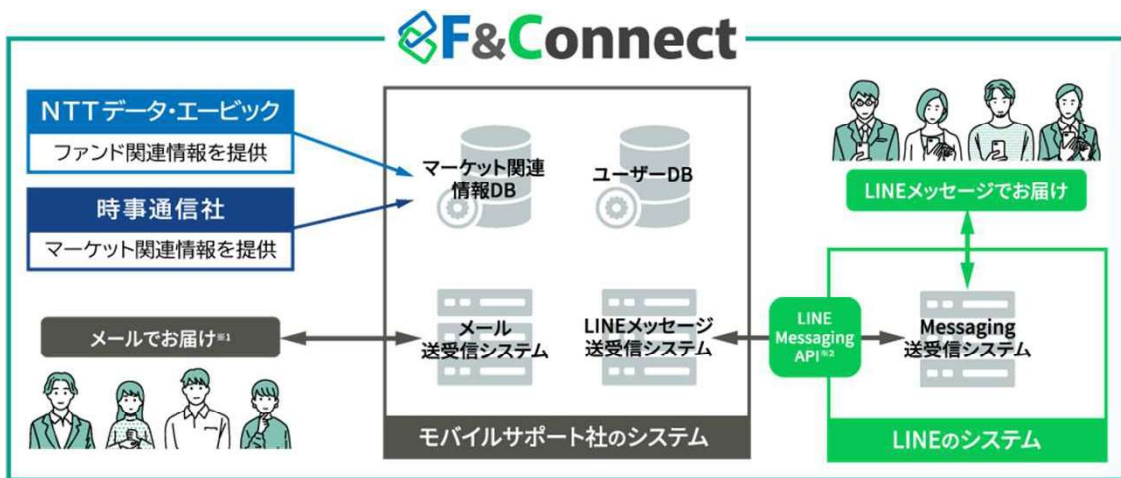 F&Connect
NTTデータ・エービック
ファンド関連情報を提供
時事通信社
マーケット関連情報を提供
マーケット関連
情報DB
ユーザーDB
LINEメッセージでお届け
メールでお届け※1
メール
送受信システム
LINEメッセージ
送受信システム
LINE
Messaging
API※2
Messaging
送受信システム
モバイルサポート社のシステム
LINEのシステム